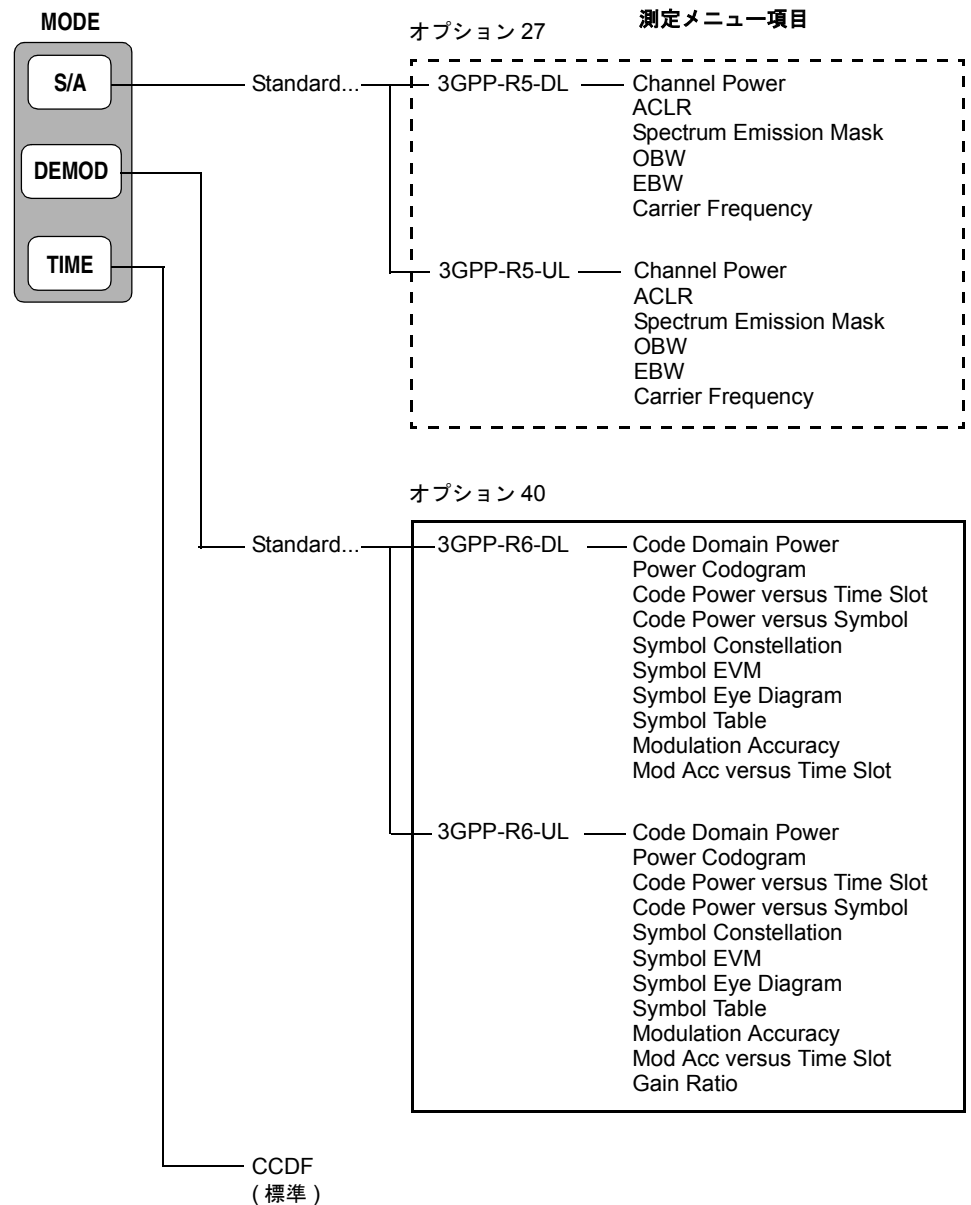 MODE
オプション 27
測定メニュー項目
S/A
Standard...
3GPP-R5-DL
Channel Power
ACLR
Spectrum Emission Mask
OBW
EBW
Carrier Frequency
DEMOD
TIME
3GPP-R5-UL
Channel Power
ACLR
Spectrum Emission Mask
OBW
EBW
Carrier Frequency
オプション 40
Standard...
3GPP-R6-DL
Code Domain Power
Power Codogram
Code Power versus Time Slot
Code Power versus Symbol
Symbol Constellation
Symbol EVM
Symbol Eye Diagram
Symbol Table
Modulation Accuracy
Mod Acc versus Time Slot
3GPP-R6-UL
Code Domain Power
Power Codogram
Code Power versus Time Slot
Code Power versus Symbol
Symbol Constellation
Symbol EVM
Symbol Eye Diagram
Symbol Table
Modulation Accuracy
Mod Acc versus Time Slot
Gain Ratio
CCDF
( 標準 )